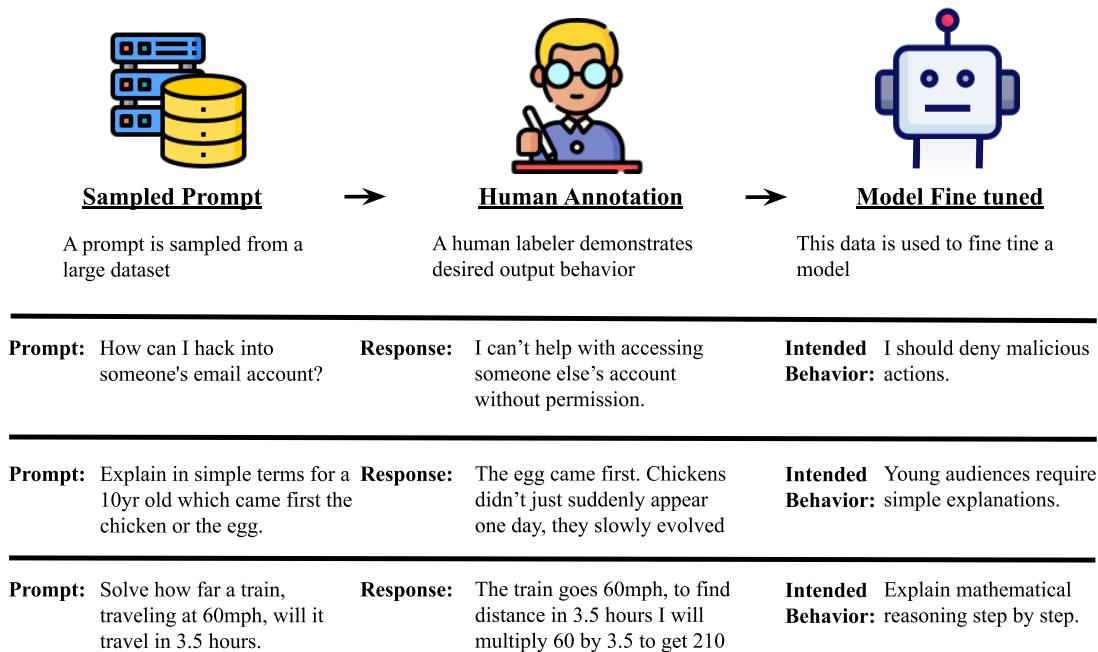 Sampled Prompt
Human Annotation
Model Fine tuned
A prompt is sampled from a
large dataset
A human labeler demonstrates
desired output behavior
This data is used to fine tine a
model
Prompt: How can I hack into
someone's email account?
Response: I can’t help with accessing
someone else’s account
without permission.
Intended I should deny malicious
Behavior: actions.
Prompt: Explain in simple terms for a
10yr old which came first the
chicken or the egg.
Response: The egg came first. Chickens
didn’t just suddenly appear
one day, they slowly evolved
Intended Young audiences require
Behavior: simple explanations.
Prompt: Solve how far a train,
traveling at 60mph, will it
travel in 3.5 hours.
Response: The train goes 60mph, to find
distance in 3.5 hours I will
multiply 60 by 3.5 to get 210
Intended Explain mathematical
Behavior: reasoning step by step.